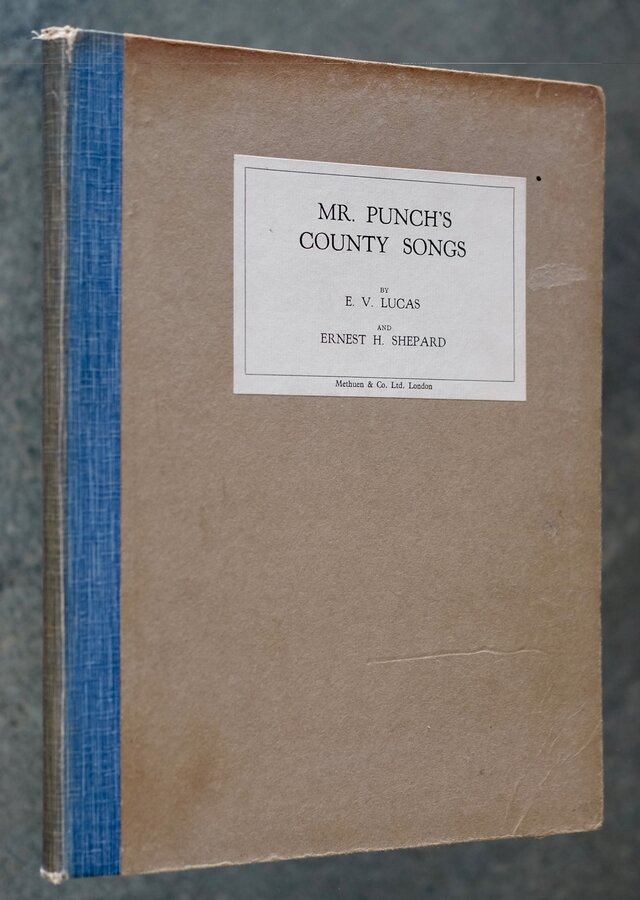 MR. PUNCH'S
COUNTY SONGS
BY
E. V. LUCAS
AND
ERNEST H. SHEPARD
Methuen & Co. Ltd. London